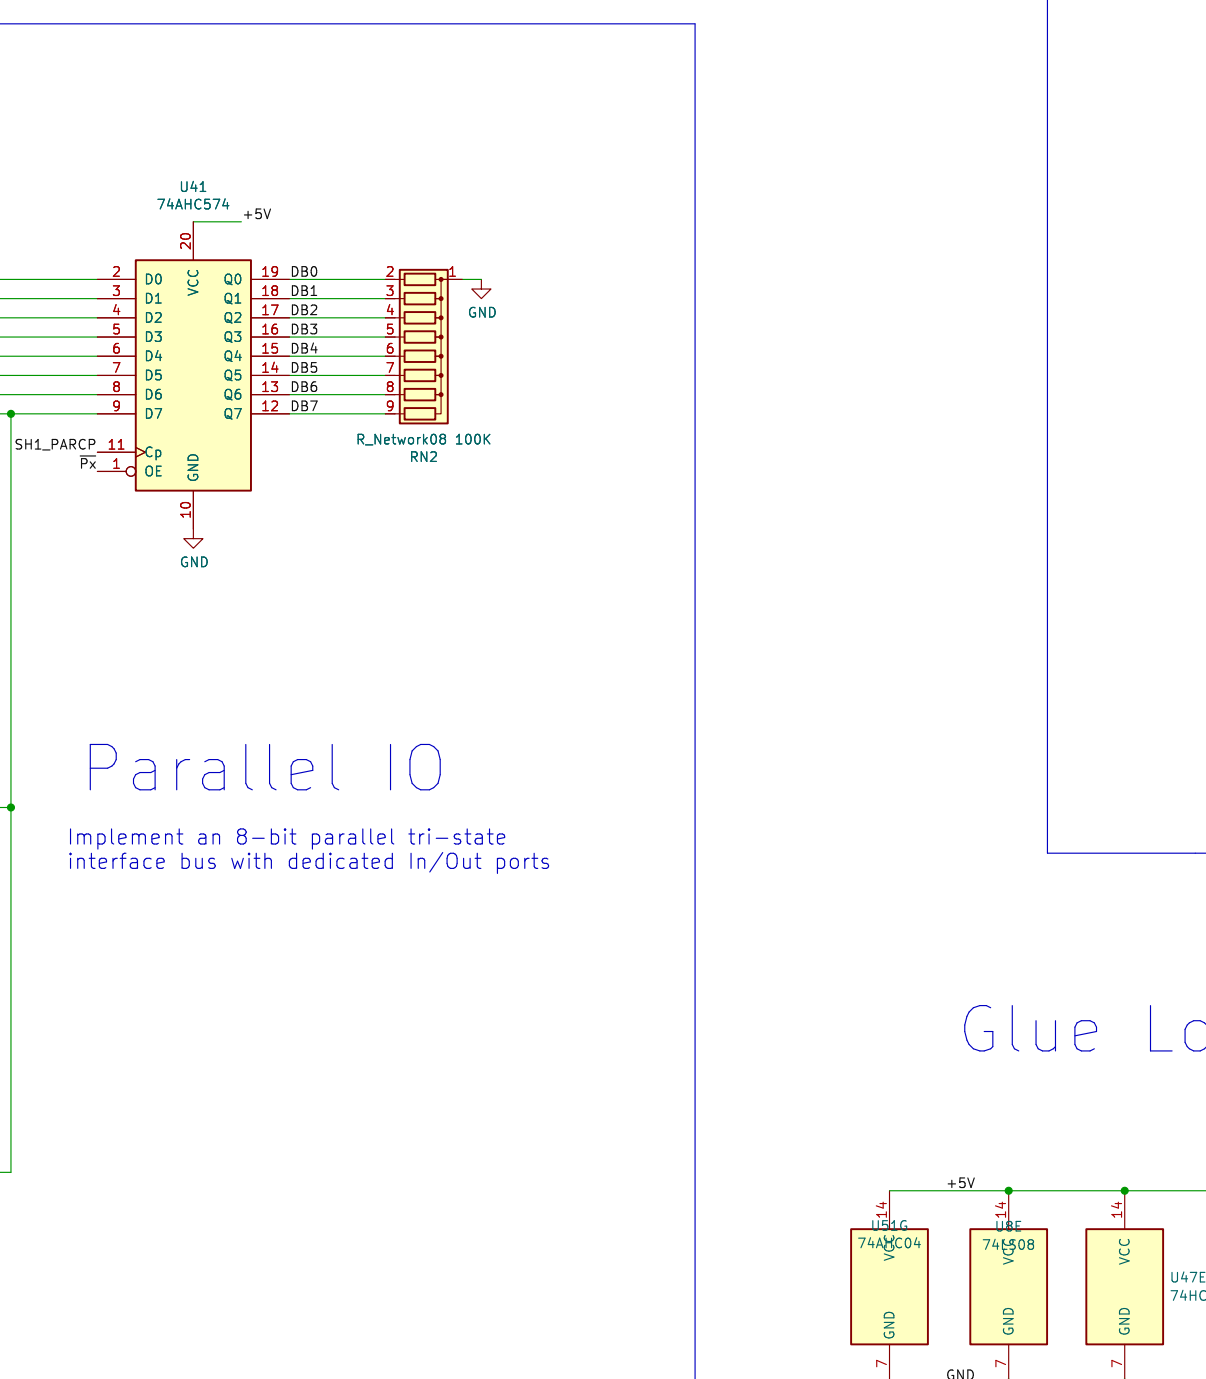 U41
74AHC574
+5V
20
2 D0 VCC Q0 19 DB0 2 1
3 D1 Q1 18 DB1 3
4 D2 Q2 17 DB2 4
GND
5 D3 Q3 16 DB3 5
6 D4 Q4 15 DB4 6
7 D5 Q5 14 DB5 7
8 D6 Q6 13 DB6 8
9 D7 Q7 12 DB7 9
R_Network08 100K
RN2
SH1_PARCP 11 Cp
Px 1 OE GND
10
GND
Parallel IO
Implement an 8-bit parallel tri-state
interface bus with dedicated In/Out ports
Glue Lo
+5V
14 14 14
U51G U8E
74AHC04 74LS08
VCC VCC VCC
U47E
74HC
GND GND GND
7 7 7
GND